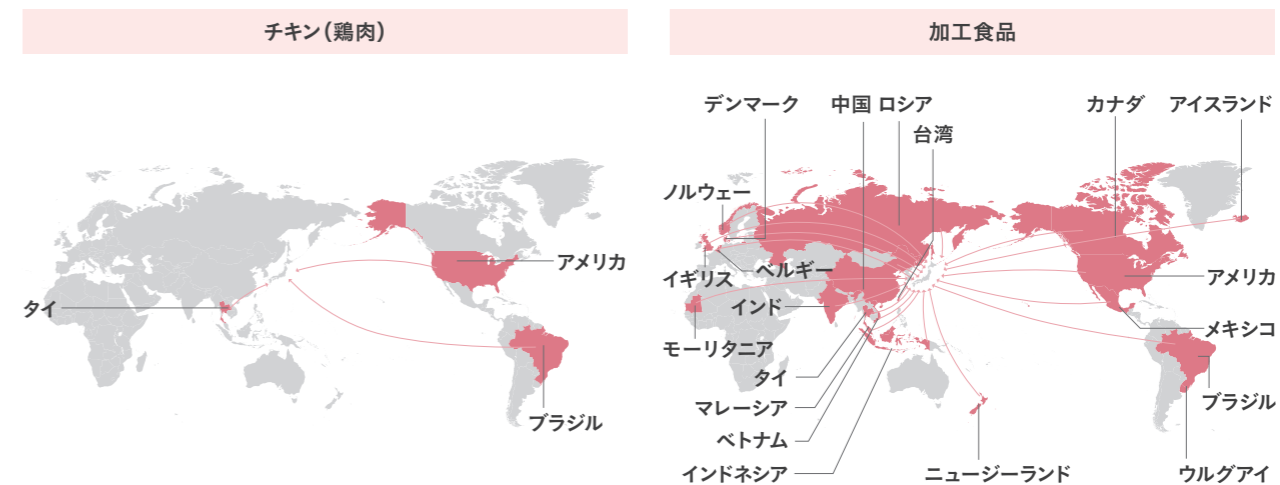 チキン（鶏肉）
アメリカ
タイ
ブラジル
加工食品
デンマーク
中国
ロシア
カナダ
アイスランド
台湾
ノルウェー
イギリス
ベルギー
アメリカ
インド
メキシコ
モーリタニア
タイ
ブラジル
マレーシア
ベトナム
インドネシア
ニュージーランド
ウルグアイ